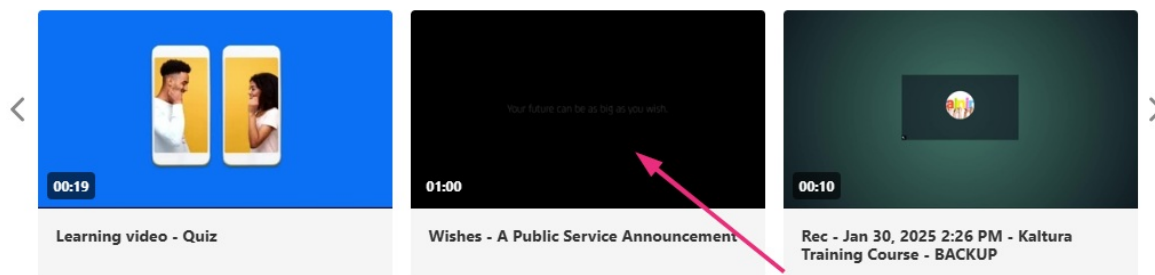 00:19
Learning video - Quiz
Your future can be as big as you wish.
01:00
Wishes - A Public Service Announcement
00:10
Rec - Jan 30, 2025 2:26 PM - Kaltura
Training Course - BACKUP